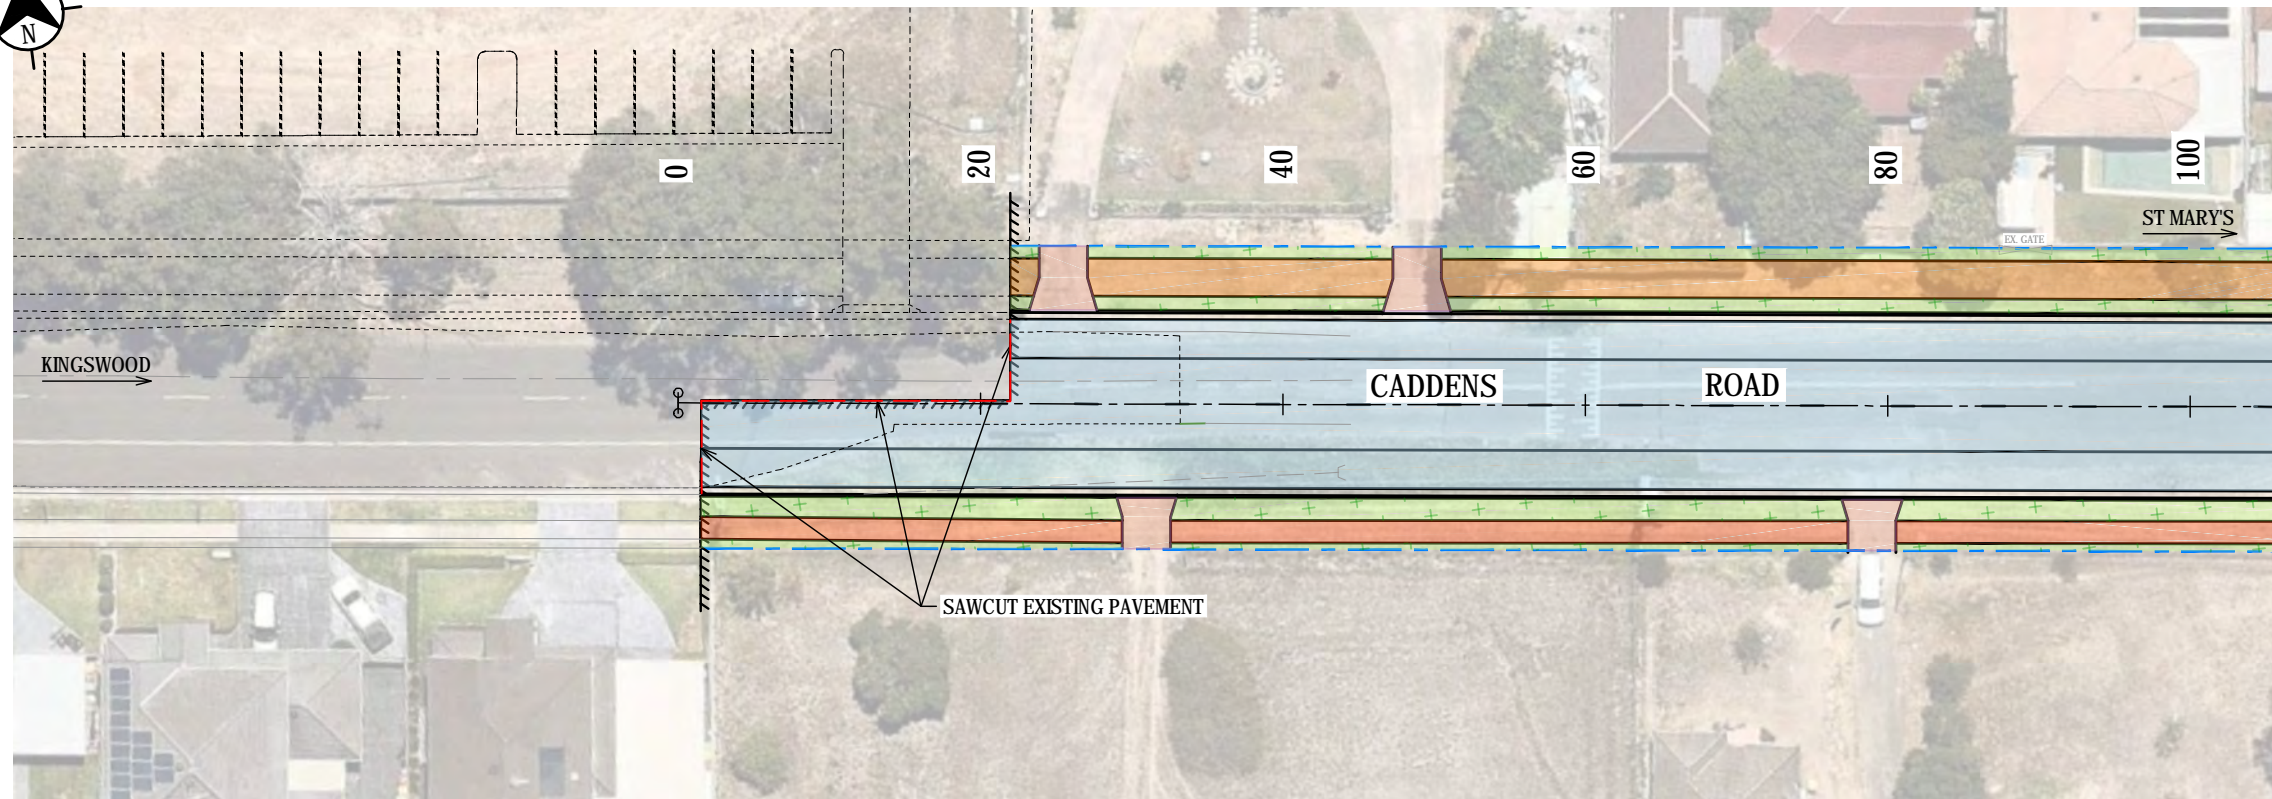 N
0
20
40
60
80
100
ST MARY'S
EX. GATE
KINGSWOOD
CADDENS ROAD
SAWCUT EXISTING PAVEMENT